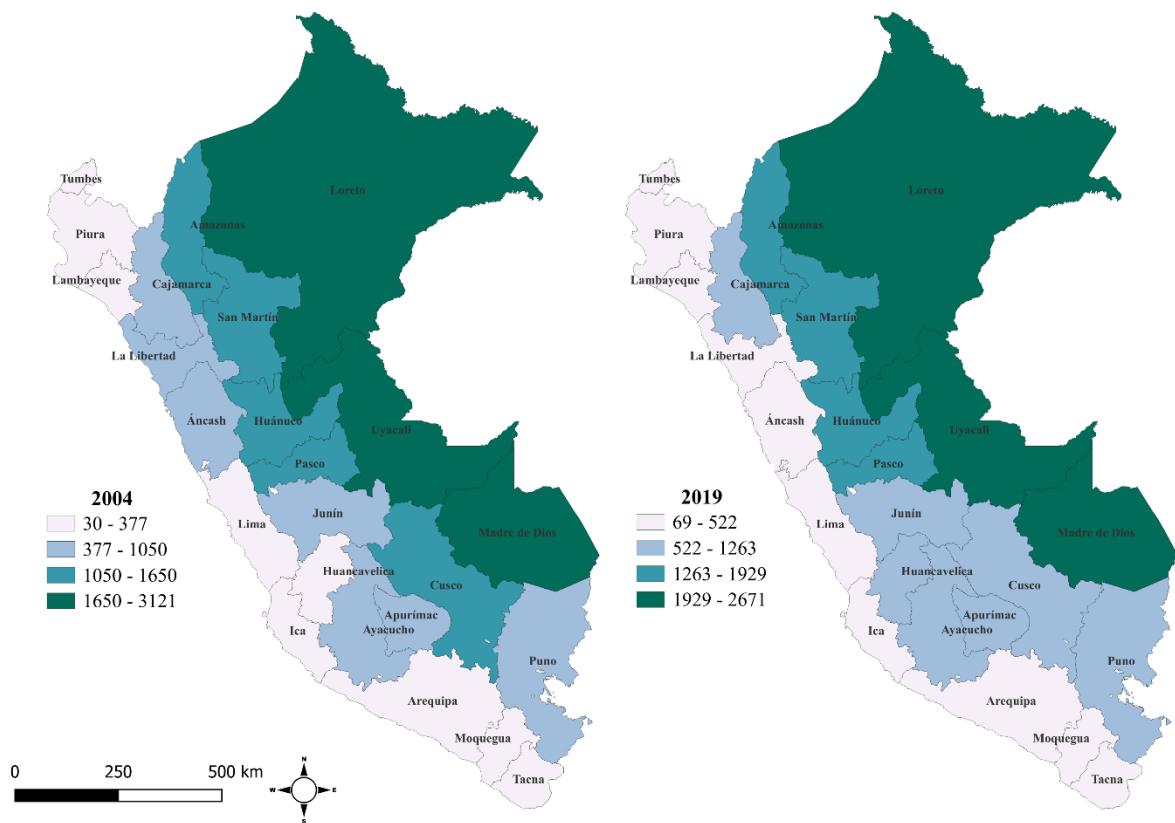 Tumbes
Piura
Lambayeque
Loreto
Amazonas
Cajamarca
San Martín
La Libertad
Áncash
Huánuco
Uyacali
Pasco
Lima
Junín
Madre de Dios
Huancavelica
Cusco
Ica
Apurímac
Ayacucho
Puno
Arequipa
Moquegua
Tacna
2004
30 - 377
377 - 1050
1050 - 1650
1650 - 3121
0 250 500 km
N
W E
S
Tumbes
Piura
Lambayeque
Loreto
Amazonas
Cajamarca
San Martín
La Libertad
Áncash
Huánuco
Uyacali
Pasco
Lima
Junín
Madre de Dios
Huancavelica
Cusco
Ica
Apurímac
Ayacucho
Puno
Arequipa
Moquegua
Tacna
2019
69 - 522
522 - 1263
1263 - 1929
1929 - 2671